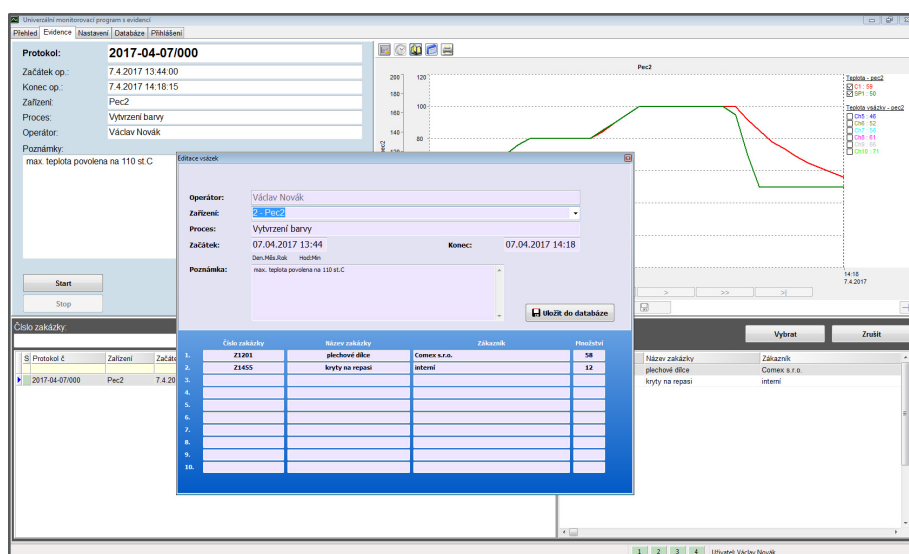 Univerzální monitorovací program s evidencí
Přehled Evidence Nastavení Databáze Přihlášení
Protokol: 2017-04-07/000
Začátek op.: 7.4.2017 13:44:00
Konec op.: 7.4.2017 14:18:15
Zařízení: Pec2
Proces: Vytvrzení barvy
Operátor: Václav Novák
Poznámky:
max. teplota povolena na 110 st.C
Start
Stop
Pec2
200 120
180
160 100
140 80
120
Teplota - pec2
C1 : 59
SP1 : 50
Teplota vsázky - pec2
Ch5 : 46
Ch6 : 52
Ch7 : 56
Ch8 : 61
Ch9 : 66
Ch10 : 71
14:18
7.4.2017
> >> >|
Editace vsázek
Operátor: Václav Novák
Zařízení: 2 - Pec2
Proces: Vytvrzení barvy
Začátek: 07.04.2017 13:44 Konec: 07.04.2017 14:18
Den.Měs.Rok Hod:Min
Poznámka: max. teplota povolena na 110 st.C
Uložit do databáze
Číslo zakázky Název zakázky Zákazník Množství
1. Z1201 plechové dílce Comex s.r.o. 58
2. Z1455 kryty na repasi interní 12
3.
4.
5.
6.
7.
8.
9.
10.
Číslo zakázky:
Vybrat Zrušit
S Protokol č Zařízení
2017-04-07/000 Pec2
Název zakázky Zákazník
plechové dílce Comex s.r.o.
kryty na repasi interní
1 2 3 4 Uživatel: Václav Novák